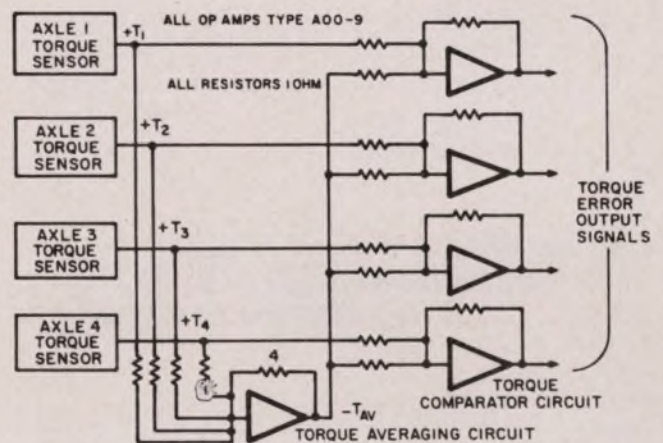 AXLE 1
TORQUE
SENSOR
+T1
ALL OP AMPS TYPE A00-9
ALL RESISTORS 1 OHM
AXLE 2
TORQUE
SENSOR
+T2
AXLE 3
TORQUE
SENSOR
+T3
AXLE 4
TORQUE
SENSOR
+T4
4
-TAV
TORQUE AVERAGING CIRCUIT
TORQUE
COMPARATOR CIRCUIT
TORQUE
ERROR
OUTPUT
SIGNALS